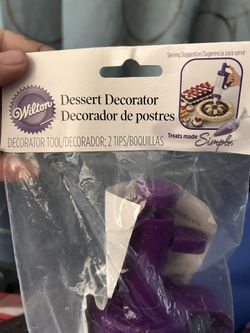 Serving Suggestion/Sugerencia para servir
Wilton
Dessert Decorator
Decorador de postres
DECORATOR TOOL/DECORADOR; 2 TIPS/BOQUILLAS
Treats made
Simple